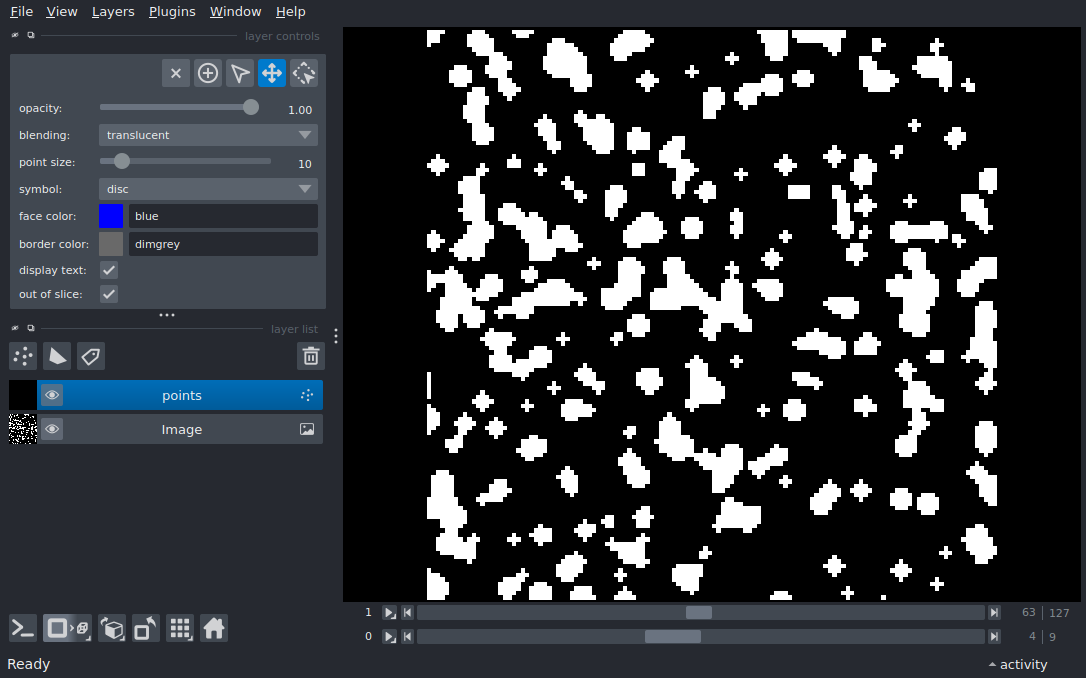 File View Layers Plugins Window Help
layer controls
opacity: 1.00
blending: translucent
point size: 10
symbol: disc
face color: blue
border color: dimgrey
display text:
out of slice:
layer list
points
Image
1 63 127
0 4 9
Ready activity